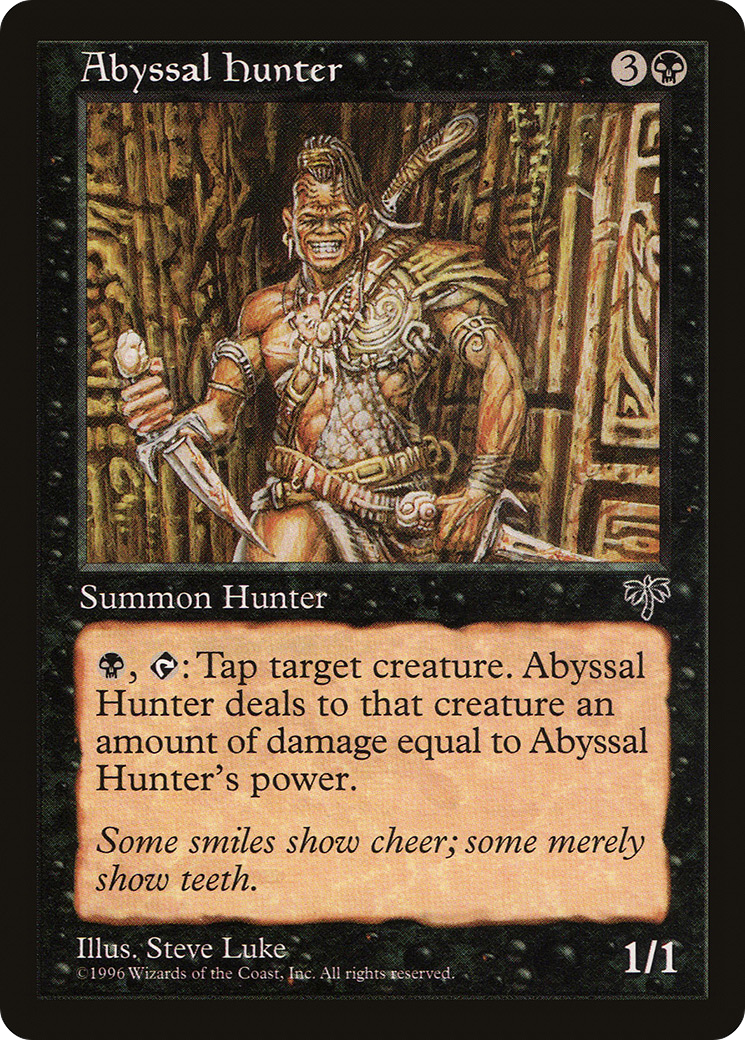 Abyssal Hunter
3
Summon Hunter
, : Tap target creature. Abyssal
Hunter deals to that creature an
amount of damage equal to Abyssal
Hunter's power.
Some smiles show cheer; some merely
show teeth.
Illus. Steve Luke
©1996 Wizards of the Coast, Inc. All rights reserved.
1/1